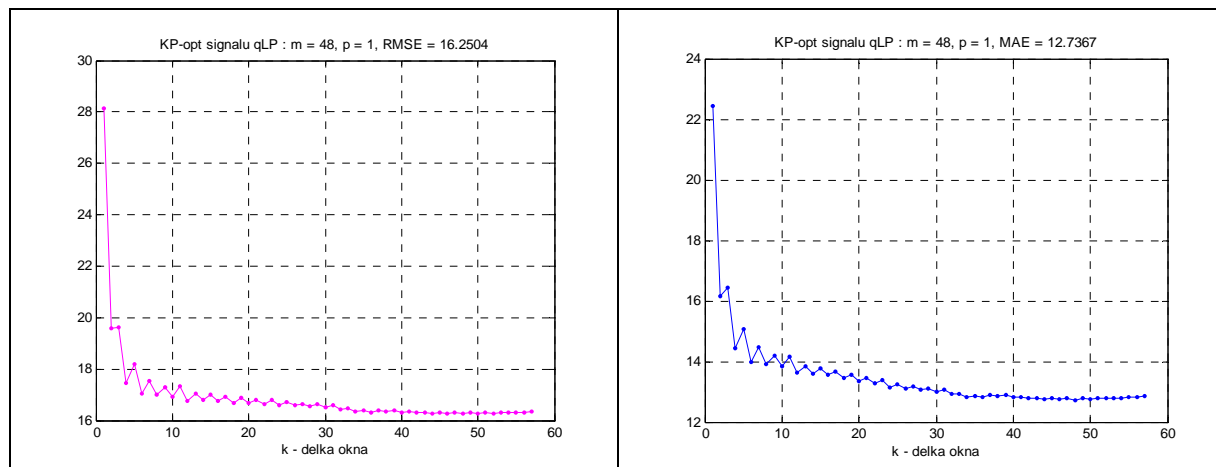 KP-opt signalu qLP : m = 48, p = 1, RMSE = 16.2504
30
28
26
24
22
20
18
16
0 10 20 30 40 50 60
k - delka okna
KP-opt signalu qLP : m = 48, p = 1, MAE = 12.7367
24
22
20
18
16
14
12
0 10 20 30 40 50 60
k - delka okna